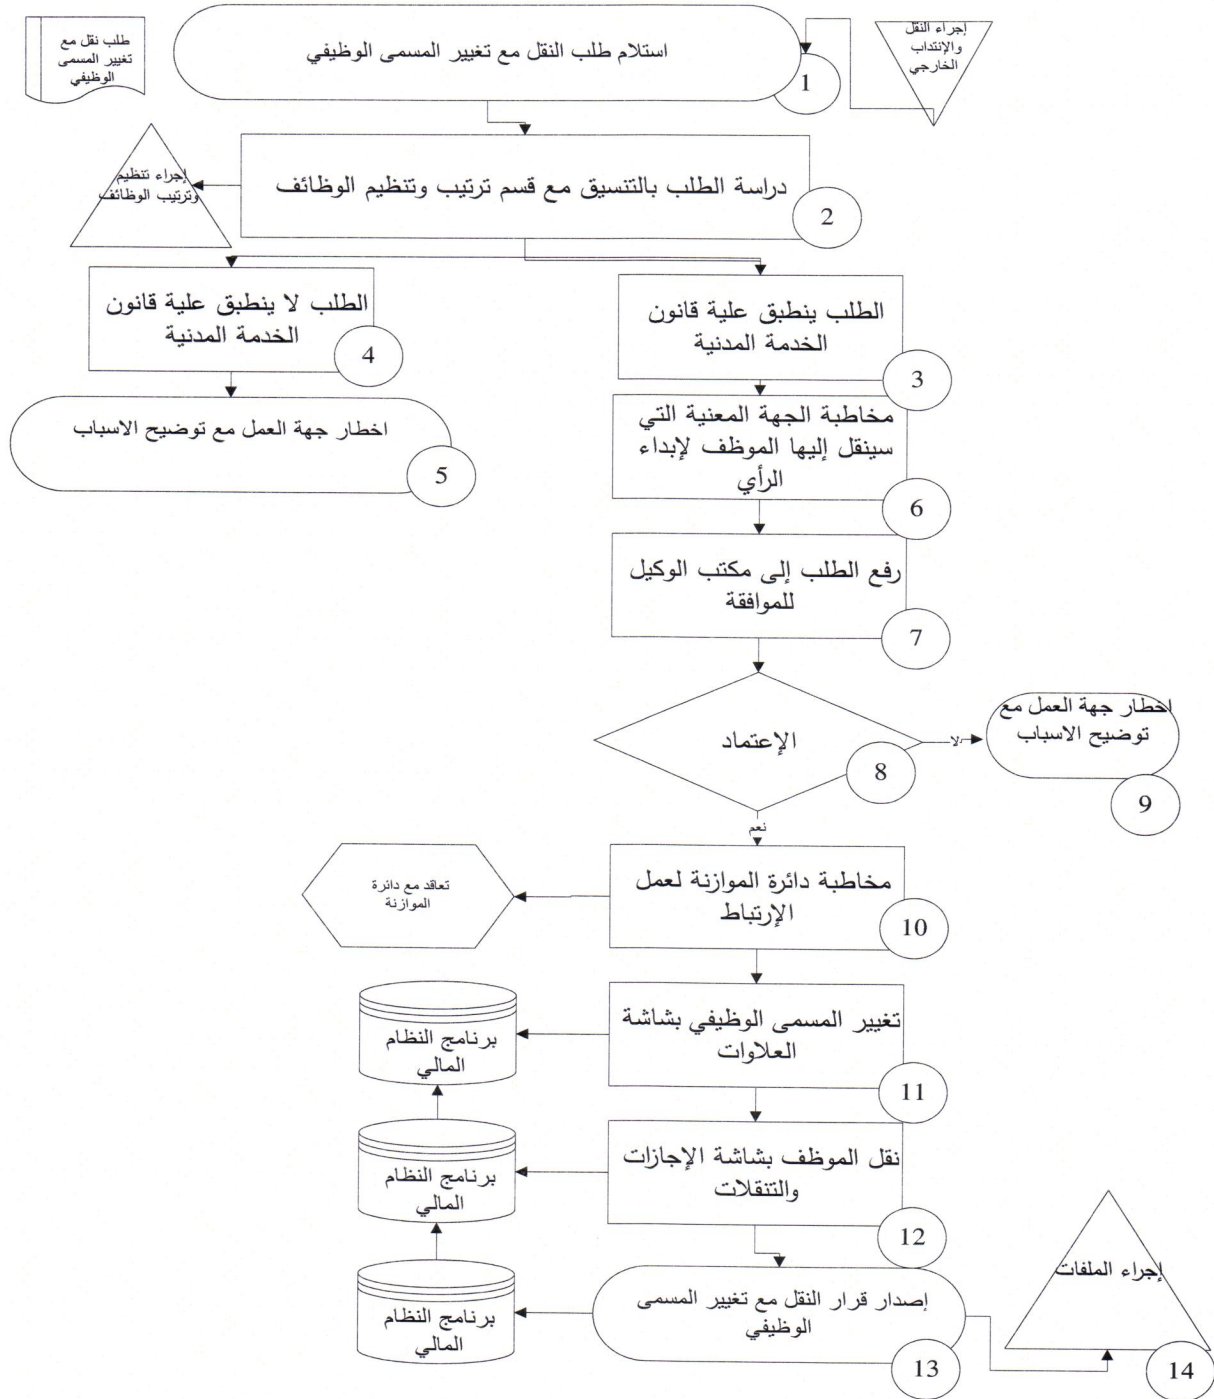 إجراء النقل
والإنتداب
الخارجي
استلام طلب النقل مع تغيير المسمى الوظيفي
1
طلب نقل مع
تغيير المسمى
الوظيفي
دراسة الطلب بالتنسيق مع قسم ترتيب وتنظيم الوظائف
2
إجراء تنظيم
وترتيب الوظائف
الطلب ينطبق علية قانون
الخدمة المدنية
3
الطلب لا ينطبق علية قانون
الخدمة المدنية
4
اخطار جهة العمل مع توضيح الاسباب
5
مخاطبة الجهة المعنية التي
سينقل إليها الموظف لإبداء
الرأي
6
رفع الطلب إلى مكتب الوكيل
للموافقة
7
الإعتماد
8
لا
اخطار جهة العمل مع
توضيح الاسباب
9
نعم
مخاطبة دائرة الموازنة لعمل
الإرتباط
10
تعاقد مع دائرة
الموازنة
تغيير المسمى الوظيفي بشاشة
العلاوات
11
برنامج النظام
المالي
نقل الموظف بشاشة الإجازات
والتنقلات
12
برنامج النظام
المالي
إصدار قرار النقل مع تغيير المسمى
الوظيفي
13
برنامج النظام
المالي
إجراء الملفات
14